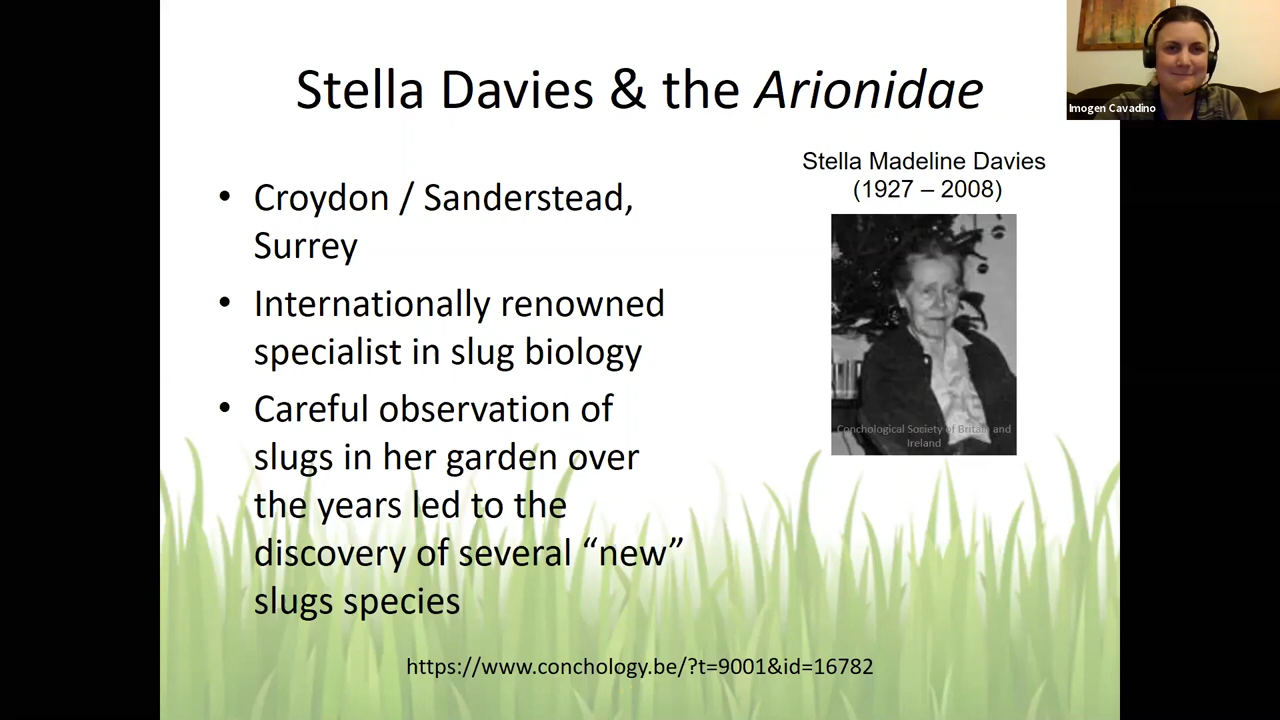 Stella Davies & the Arionidae
Imogen Cavadino
Stella Madeline Davies
(1927 – 2008)
• Croydon / Sanderstead,
Surrey
• Internationally renowned
specialist in slug biology
• Careful observation of
slugs in her garden over
the years led to the
discovery of several “new”
slugs species
Conchological Society of Britain and
Ireland
https://www.conchology.be/?t=9001&id=16782